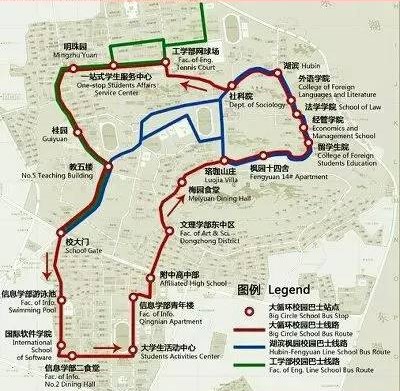 明珠园
Mingzhu Yuan
工学部网球场
Fac. of Eng.
Tennis Court
湖滨 Hubin
一站式学生服务中心
One-stop Students Affairs
Service Center
社科院
Dept. of Sociology
外语学院
College of Foreign
Languages and Literature
法学院 School of Law
经管学院
Economics and
Management School
留学生院
College of Foreign
Students Education
桂园
Guiyuan
教五楼
No.5 Teaching Building
珞珈山庄
Luojia Villa
枫园十四舍
Fengyuan 14# Apartment
梅园食堂
Meiyuan Dining Hall
文理学部东中区
Fac. of Art & Sci.
Dongzhong District
校大门
School Gate
附中高中部
Affiliated High School
信息学部游泳池
Fac. of Info.
Swimming Pool
信息学部青年楼
Fac. of Info.
Qingnian Apartment
国际软件学院
International
School of
Software
大学生活动中心
Students Activities Center
信息学部二食堂
Fac. of Info.
No.2 Dining Hall
图例: Legend
大循环校园巴士站点
Big Circle School Bus Stop
大循环校园巴士线路
Big Circle School Bus Route
湖滨枫园校园巴士线路
Hubin-Fengyuan Line School Bus Route
工学部校园巴士线路
Fac. of Eng. Line School Bus Route